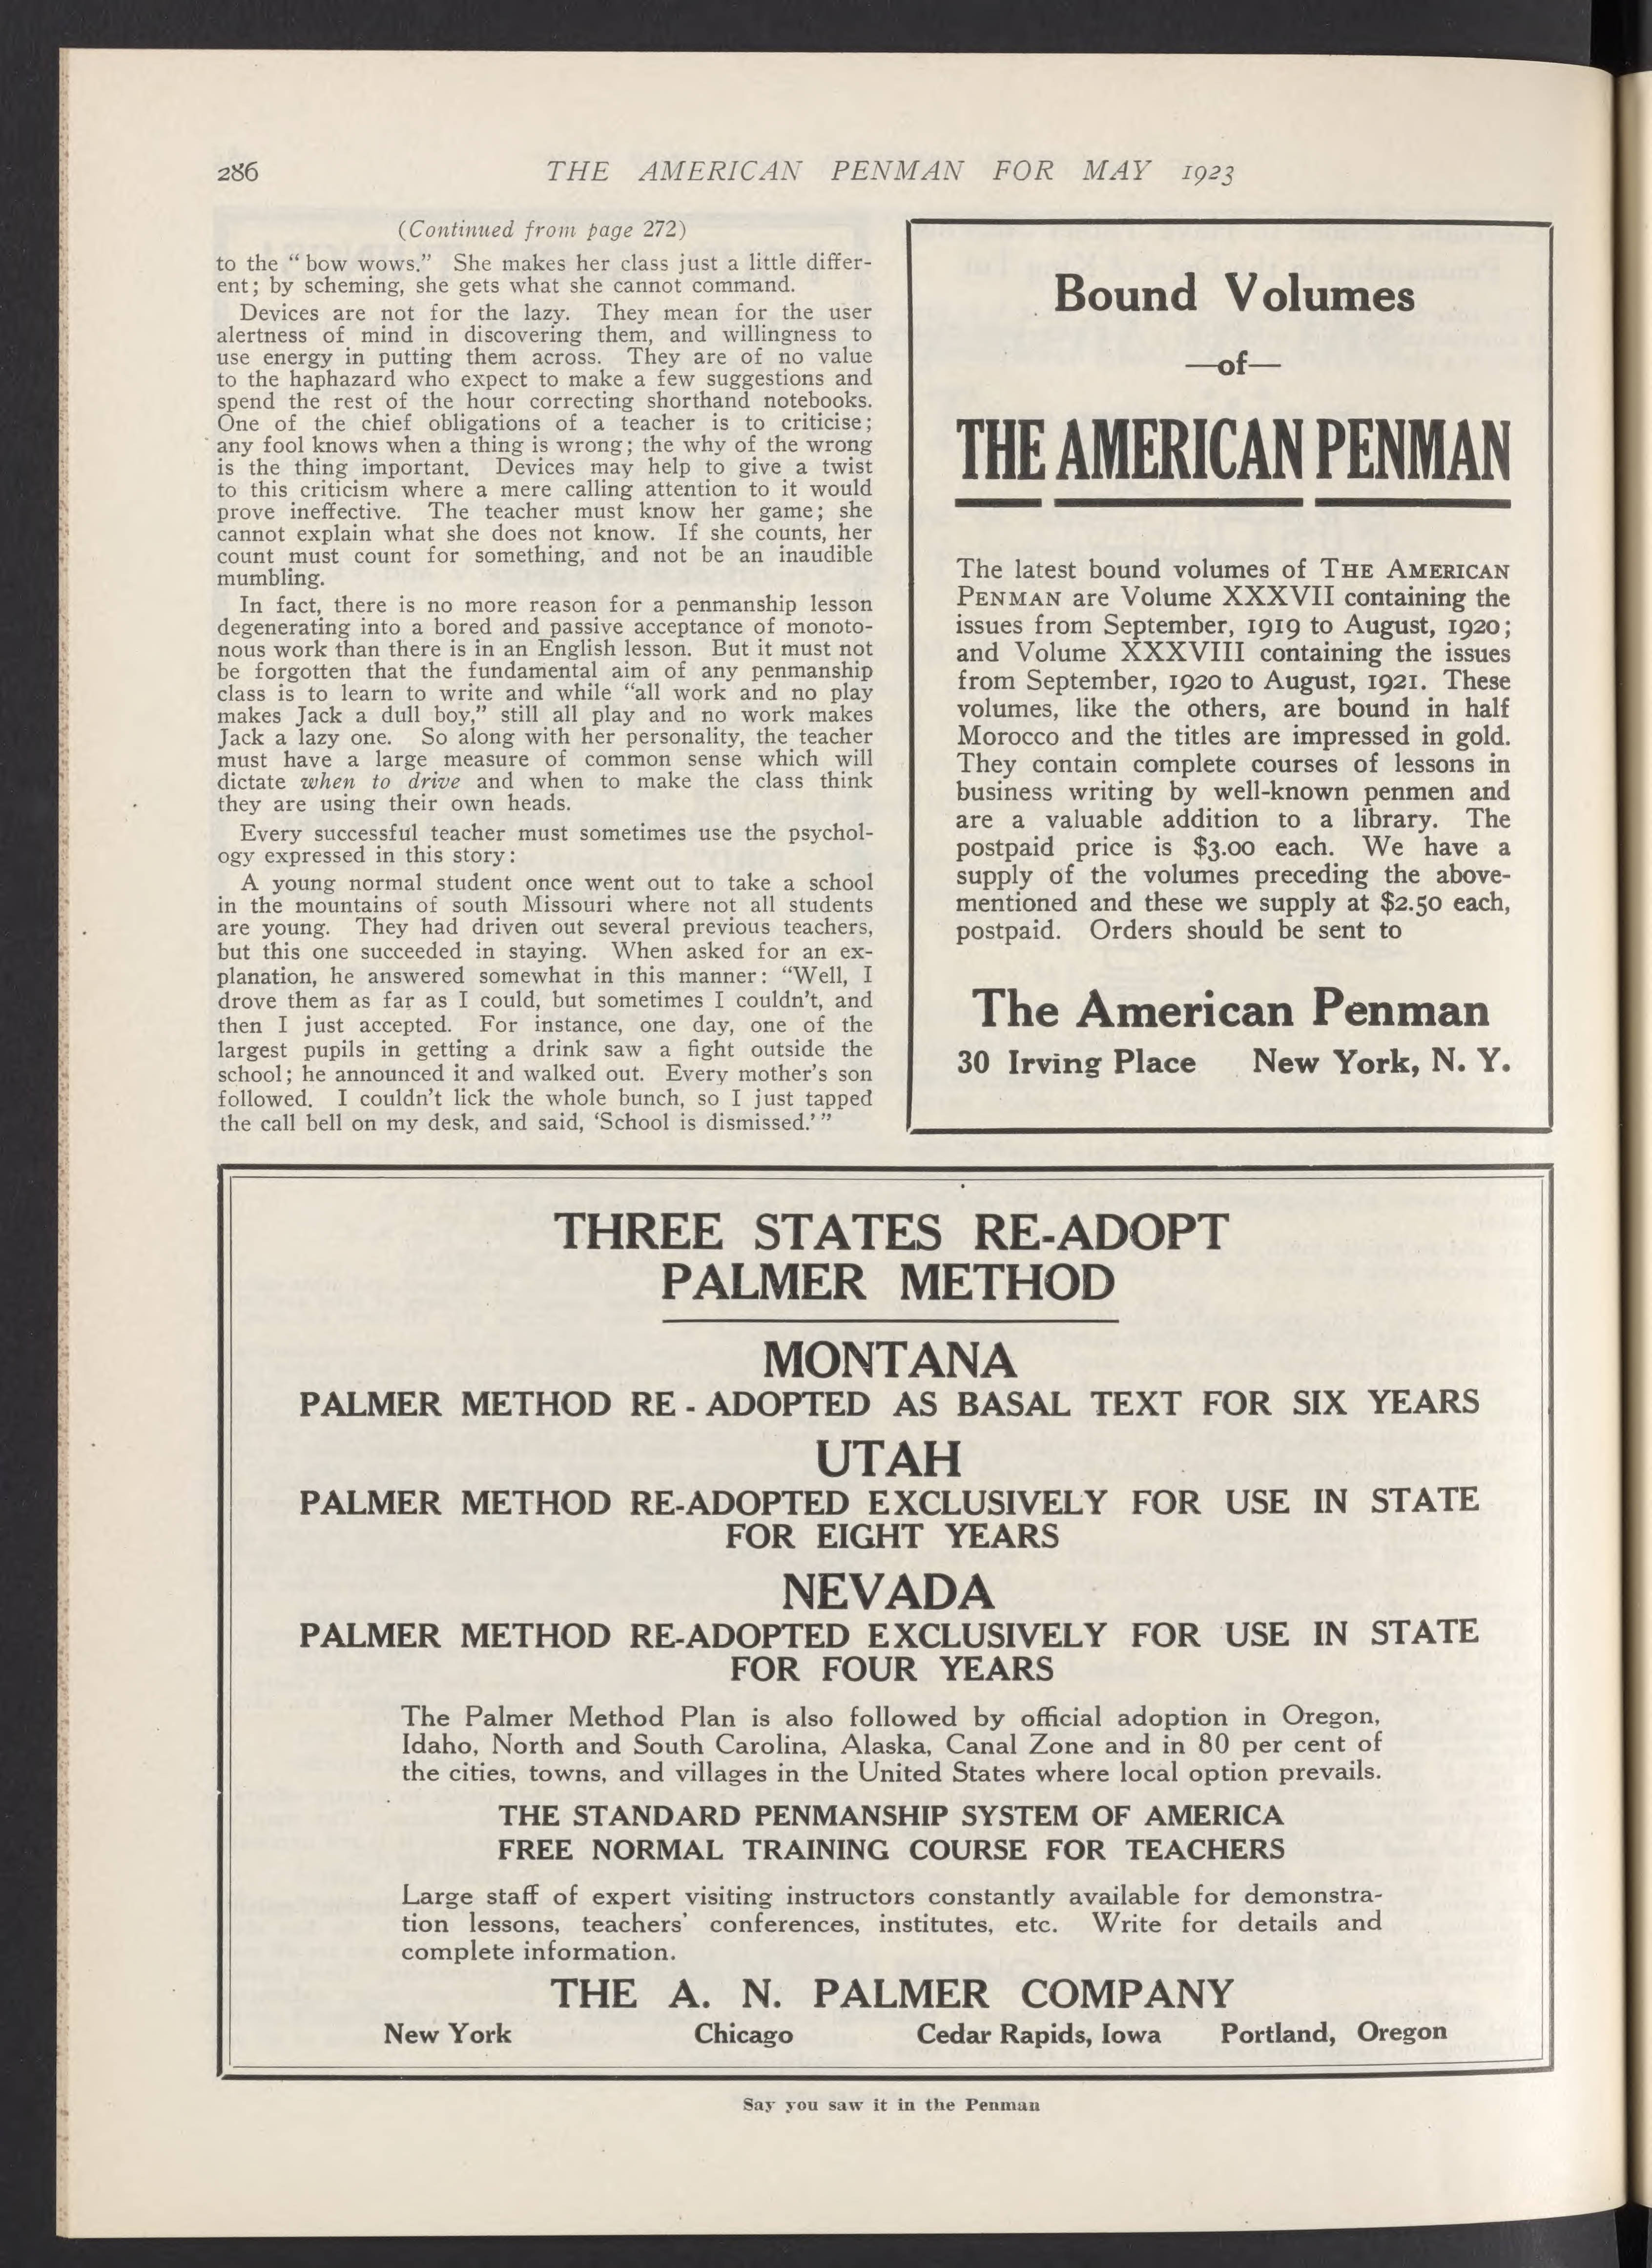 286
THE AMERICAN PENMAN FOR MAY 1923
(Continued from page 272)
to the “bow wows.” She makes her class just a little differ-
ent; by scheming, she gets what she cannot command.
Devices are not for the lazy. They mean for the user
alertness of mind in discovering them, and willingness to
use energy in putting them across. They are of no value
to the haphazard who expect to make a few suggestions and
spend the rest of the hour correcting shorthand notebooks.
One of the chief obligations of a teacher is to criticise;
any fool knows when a thing is wrong; the why of the wrong
is the thing important. Devices may help to give a twist
to this criticism where a mere calling attention to it would
prove ineffective. The teacher must know her game; she
cannot explain what she does not know. If she counts, her
count must count for something, and not be an inaudible
mumbling.
In fact, there is no more reason for a penmanship lesson
degenerating into a bored and passive acceptance of monoto-
nous work than there is in an English lesson. But it must not
be forgotten that the fundamental aim of any penmanship
class is to learn to write and while “all work and no play
makes Jack a dull boy,” still all play and no work makes
Jack a lazy one. So along with her personality, the teacher
must have a large measure of common sense which will
dictate when to drive and when to make the class think
they are using their own heads.
Every successful teacher must sometimes use the psychol-
ogy expressed in this story:
A young normal student once went out to take a school
in the mountains of south Missouri where not all students
are young. They had driven out several previous teachers,
but this one succeeded in staying. When asked for an ex-
planation, he answered somewhat in this manner: “Well, I
drove them as far as I could, but sometimes I couldn’t, and
then I just accepted. For instance, one day, one of the
largest pupils in getting a drink saw a fight outside the
school; he announced it and walked out. Every mother’s son
followed. I couldn’t lick the whole bunch, so I just tapped
the call bell on my desk, and said, ‘School is dismissed.’”
Bound Volumes
—of—
THE AMERICAN PENMAN
The latest bound volumes of THE AMERICAN
PENMAN are Volume XXXVII containing the
issues from September, 1919 to August, 1920;
and Volume XXXVIII containing the issues
from September, 1920 to August, 1921. These
volumes, like the others, are bound in half
Morocco and the titles are impressed in gold.
They contain complete courses of lessons in
business writing by well-known penmen and
are a valuable addition to a library. The
postpaid price is $3.00 each. We have a
supply of the volumes preceding the above-
mentioned and these we supply at $2.50 each,
postpaid. Orders should be sent to
The American Penman
30 Irving Place New York, N. Y.
THREE STATES RE-ADOPT
PALMER METHOD
MONTANA
PALMER METHOD RE-ADOPTED AS BASAL TEXT FOR SIX YEARS
UTAH
PALMER METHOD RE-ADOPTED EXCLUSIVELY FOR USE IN STATE
FOR EIGHT YEARS
NEVADA
PALMER METHOD RE-ADOPTED EXCLUSIVELY FOR USE IN STATE
FOR FOUR YEARS
The Palmer Method Plan is also followed by official adoption in Oregon,
Idaho, North and South Carolina, Alaska, Canal Zone and in 80 per cent of
the cities, towns, and villages in the United States where local option prevails.
THE STANDARD PENMANSHIP SYSTEM OF AMERICA
FREE NORMAL TRAINING COURSE FOR TEACHERS
Large staff of expert visiting instructors constantly available for demonstra-
tion lessons, teachers’ conferences, institutes, etc. Write for details and
complete information.
THE A. N. PALMER COMPANY
New York Chicago Cedar Rapids, Iowa Portland, Oregon
Say you saw it in the Penman